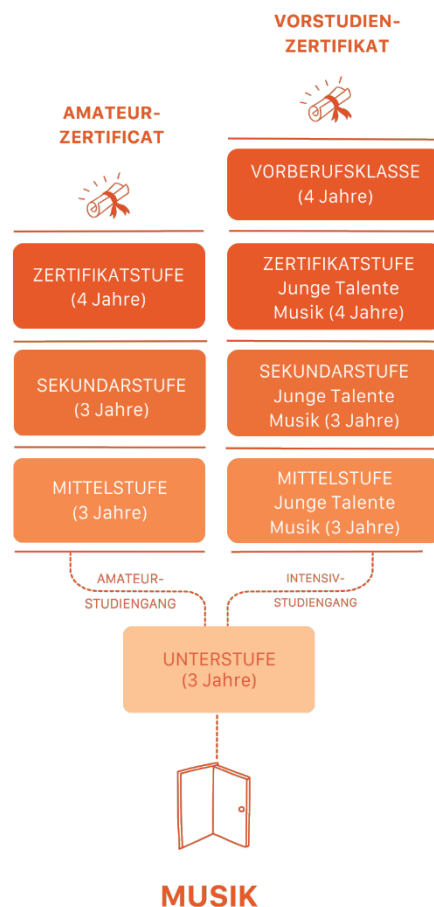 VORSTUDIEN-
ZERTIFIKAT
AMATEUR-
ZERTIFICAT
VORBERUFSKLASSE
(4 Jahre)
ZERTIFIKATSTUFE
(4 Jahre)
ZERTIFIKATSTUFE
Junge Talente
Musik (4 Jahre)
SEKUNDARSTUFE
(3 Jahre)
SEKUNDARSTUFE
Junge Talente
Musik (3 Jahre)
MITTELSTUFE
(3 Jahre)
MITTELSTUFE
Junge Talente
Musik (3 Jahre)
AMATEUR-
STUDIENGANG
INTENSIV-
STUDIENGANG
UNTERSTUFE
(3 Jahre)
MUSIK